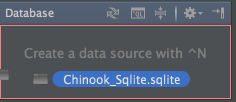 Database
Create a data source with ^N
Chinook_Sqlite.sqlite